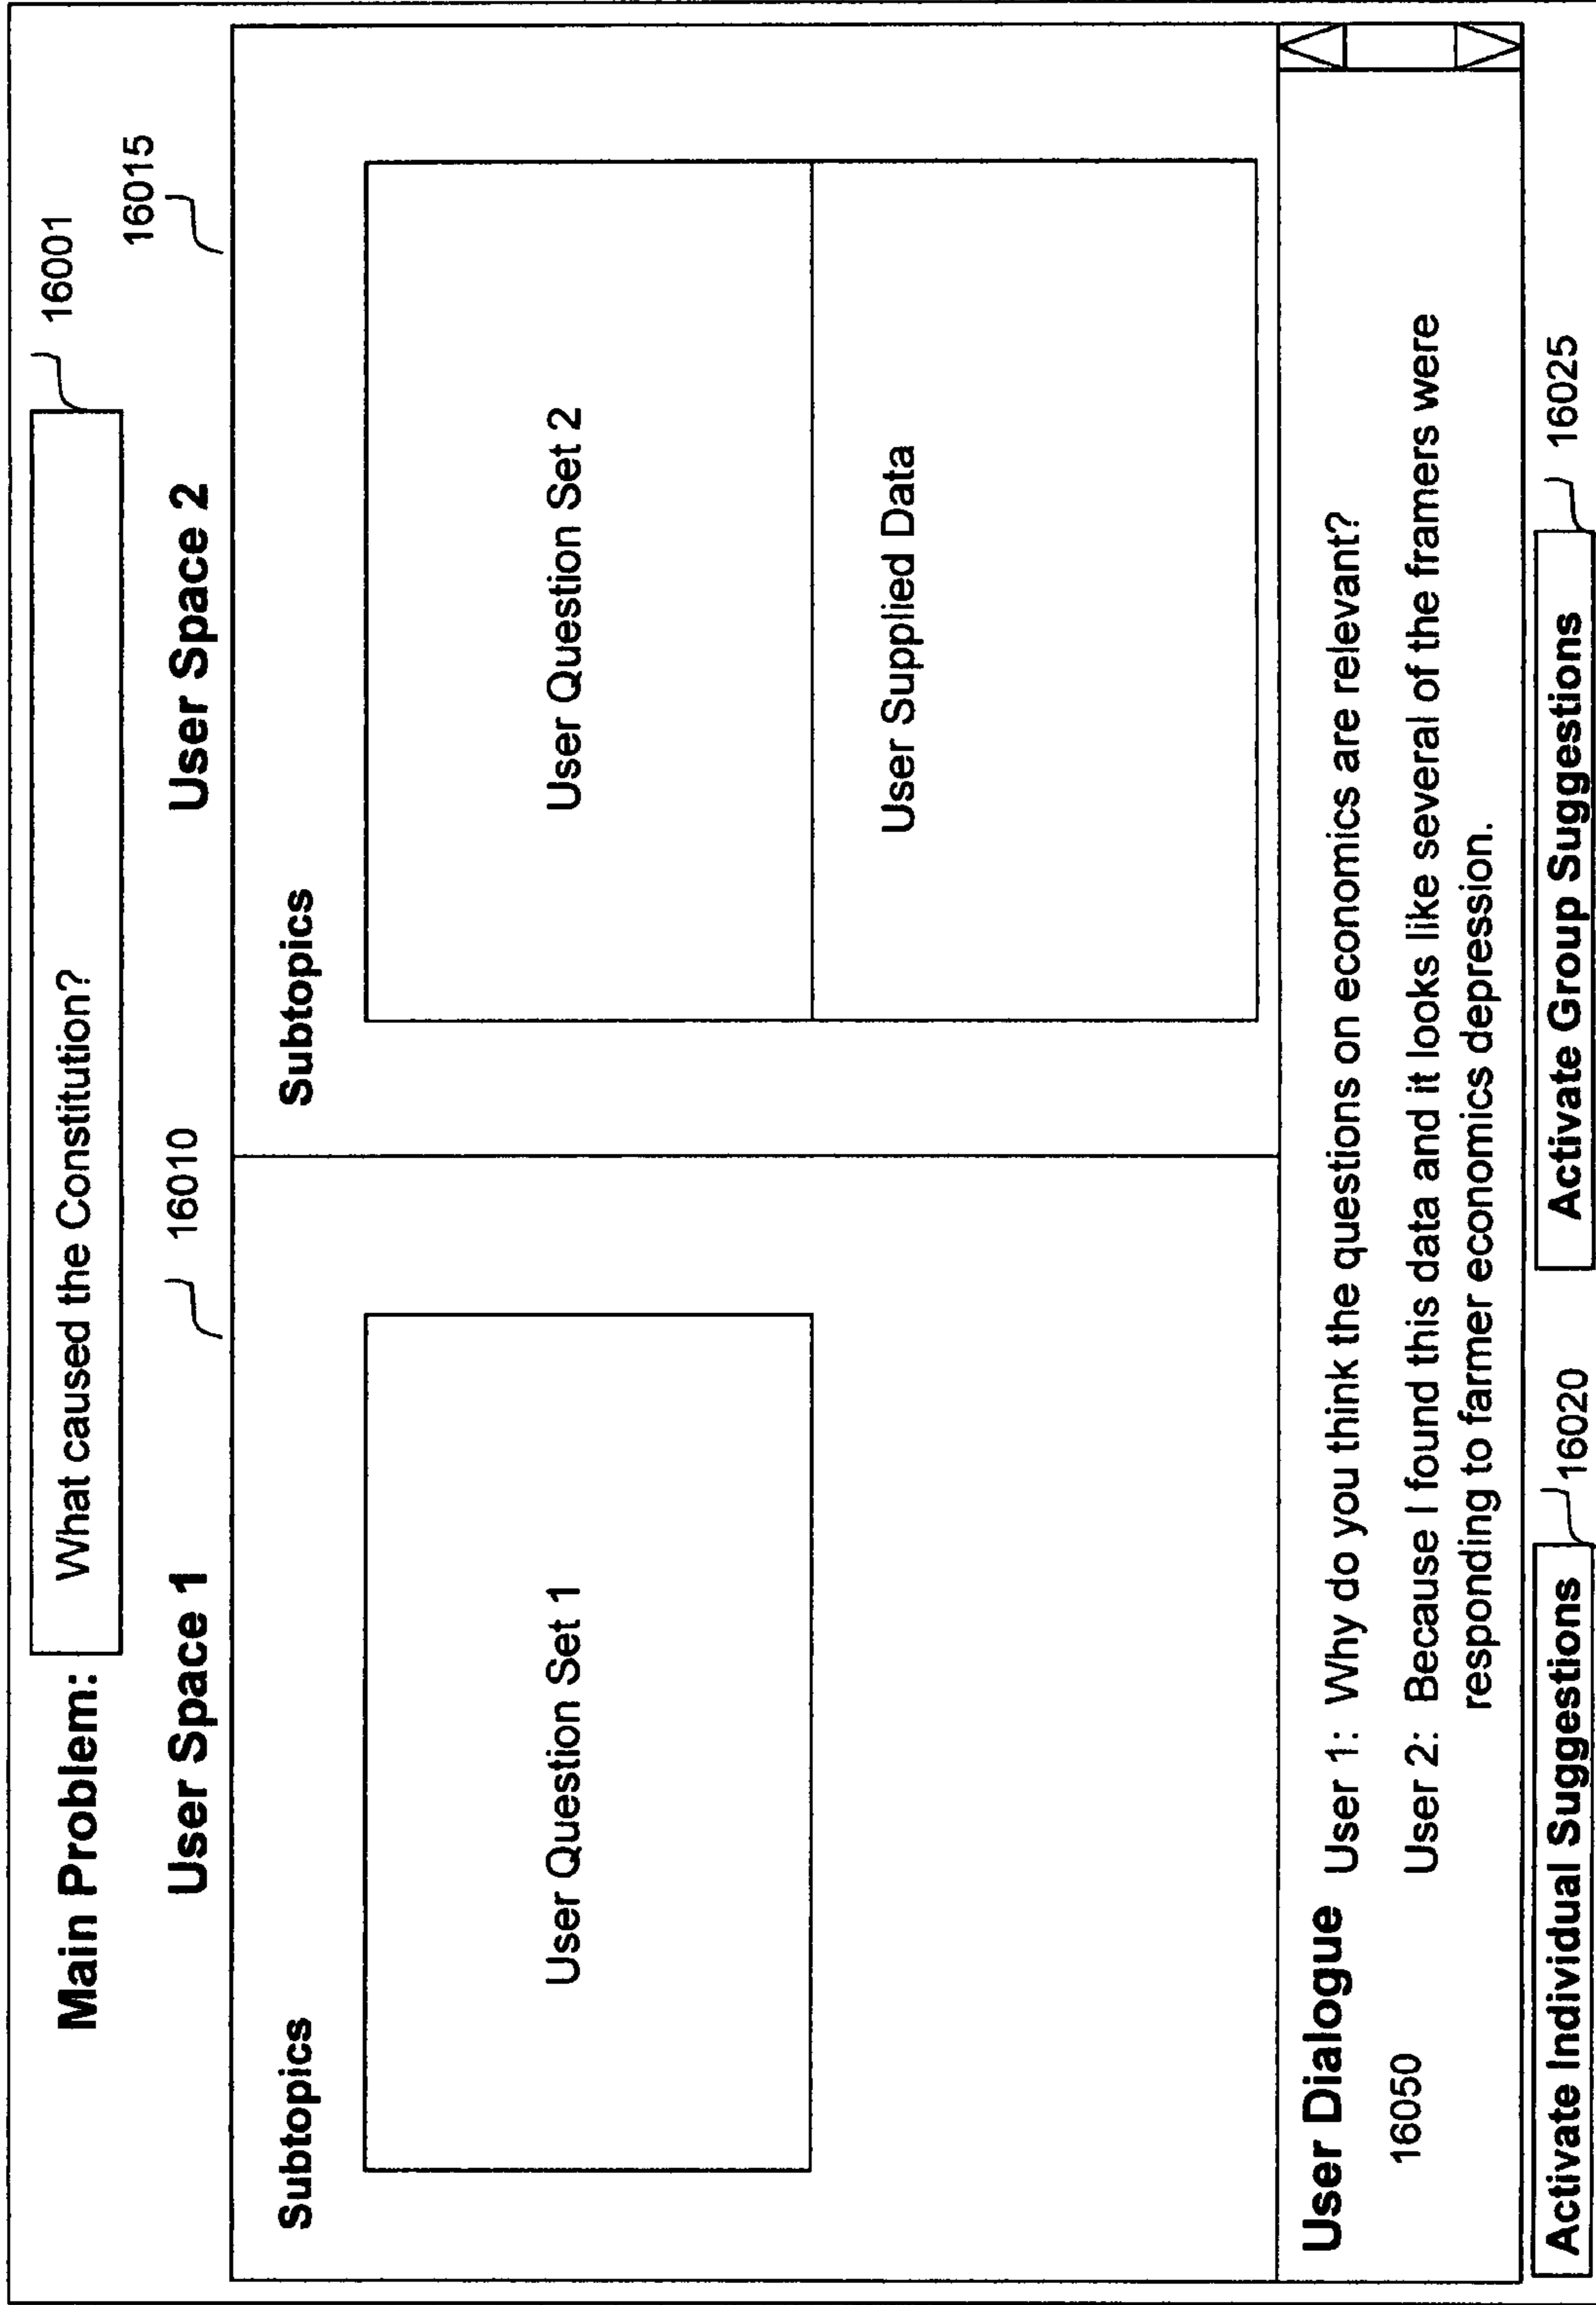 Main Problem:
What caused the Constitution?
16001
User Space 1
16010
User Space 2
16015
Subtopics
User Question Set 1
Subtopics
User Question Set 2
User Supplied Data
User Dialogue
16050
User 1: Why do you think the questions on economics are relevant?
User 2: Because I found this data and it looks like several of the framers were
responding to farmer economics depression.
Activate Individual Suggestions
16020
Activate Group Suggestions
16025